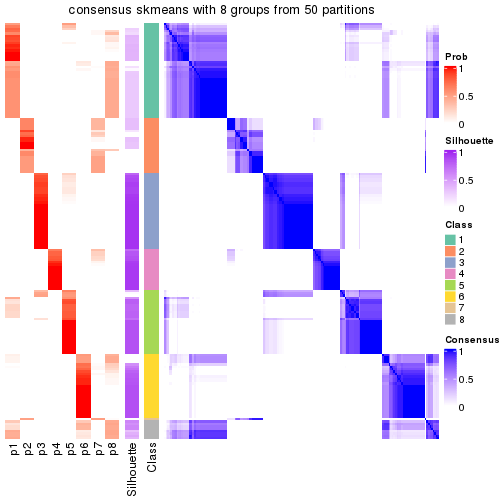 consensus skmeans with 8 groups from 50 partitions
Prob
1
0.5
0
Silhouette
1
0.5
0
Class
1
2
3
4
5
6
7
8
Consensus
1
0.5
0
p1
p2
p3
p4
p5
p6
p7
p8
Silhouette
Class